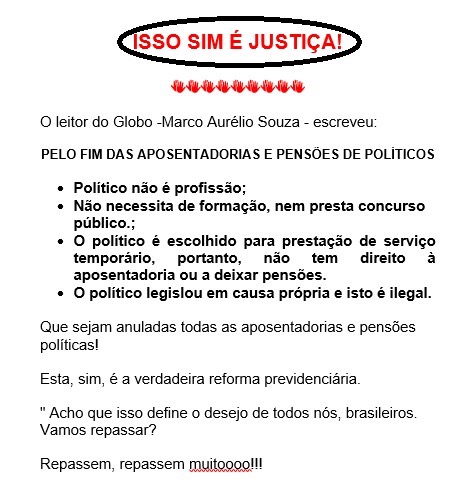 ISSO SIM É JUSTIÇA!
O leitor do Globo -Marco Aurélio Souza - escreveu:
PELO FIM DAS APOSENTADORIAS E PENSÕES DE POLÍTICOS
• Político não é profissão;
• Não necessita de formação, nem presta concurso
público.;
• O político é escolhido para prestação de serviço
temporário, portanto, não tem direito à
aposentadoria ou a deixar pensões.
• O político legislou em causa própria e isto é ilegal.
Que sejam anuladas todas as aposentadorias e pensões
políticas!
Esta, sim, é a verdadeira reforma previdenciária.
" Acho que isso define o desejo de todos nós, brasileiros.
Vamos repassar?
Repassem, repassem muitoooo!!!